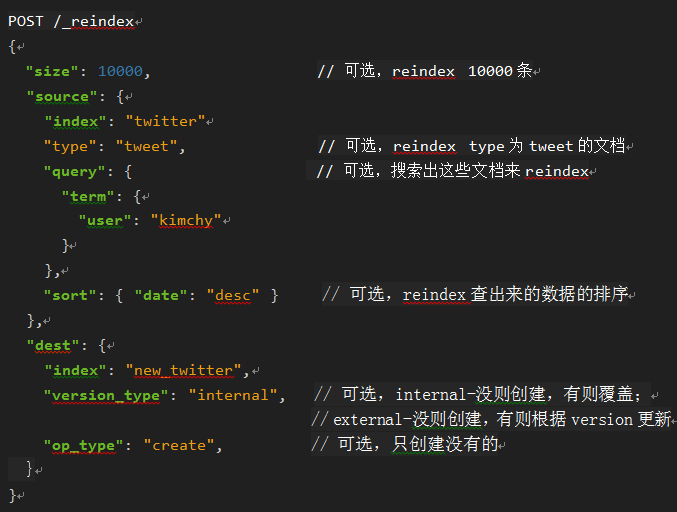 POST /_reindex
{
"size": 10000, // 可选，reindex 10000条
"source": {
"index": "twitter"
"type": "tweet", // 可选，reindex type为tweet的文档
"query": { // 可选，搜索出这些文档来reindex
"term": {
"user": "kimchy"
}
},
"sort": { "date": "desc" } // 可选，reindex查出来的数据的排序
},
"dest": {
"index": "new_twitter",
"version_type": "internal", // 可选，internal-没则创建，有则覆盖；
//external-没则创建，有则根据version更新
"op_type": "create", // 可选，只创建没有的
}
}